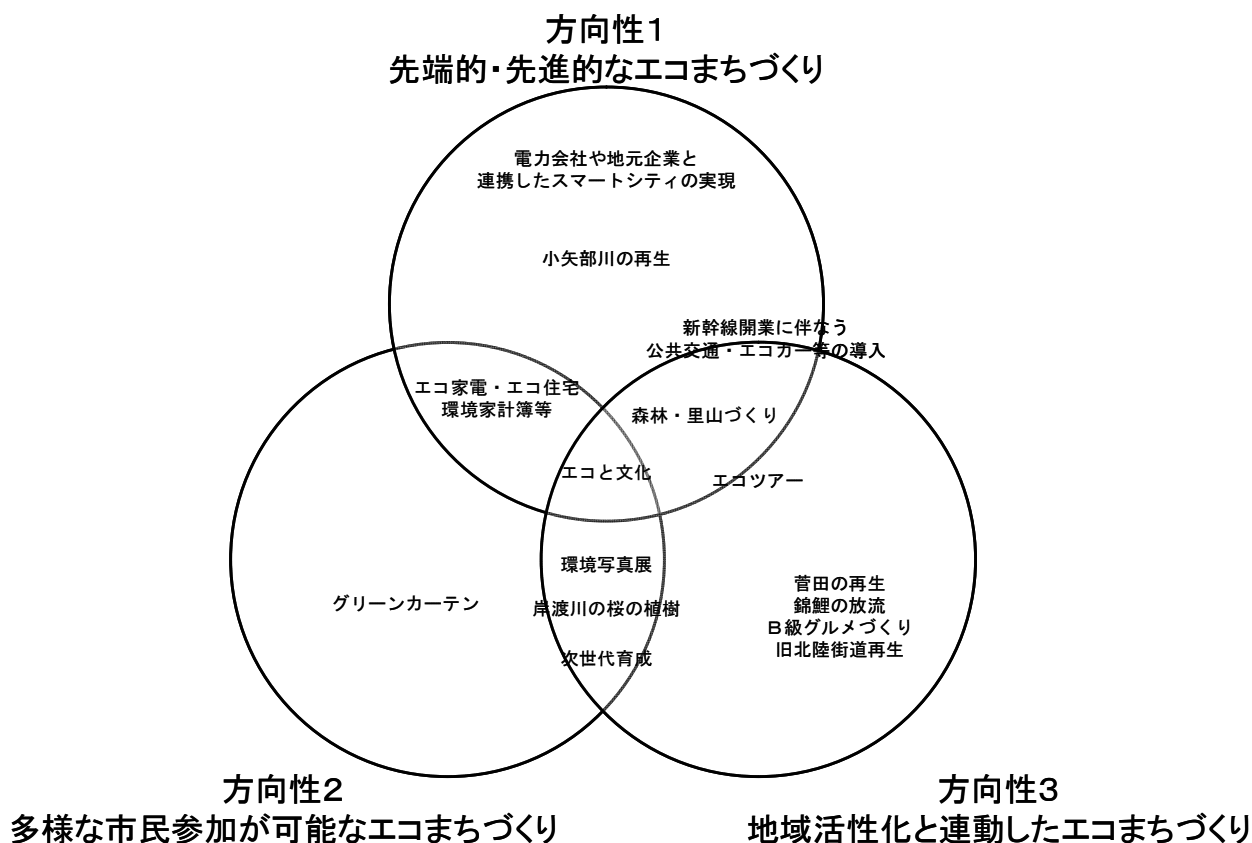 方向性１
先端的・先進的なエコまちづくり
電力会社や地元企業と
連携したスマートシティの実現
小矢部川の再生
新幹線開業に伴なう
公共交通・エコカー等の導入
エコ家電・エコ住宅
環境家計簿等
森林・里山づくり
エコと文化
エコツアー
環境写真展
グリーンカーテン
岸渡川の桜の植樹
次世代育成
菅田の再生
錦鯉の放流
Ｂ級グルメづくり
旧北陸街道再生
方向性２
多様な市民参加が可能なエコまちづくり
方向性３
地域活性化と連動したエコまちづくり